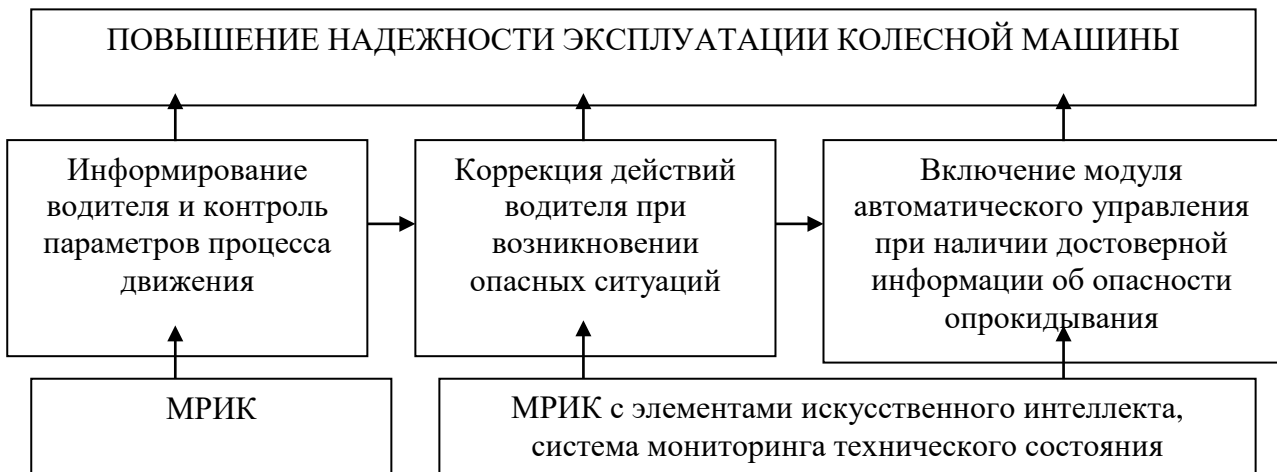 ПОВЫШЕНИЕ НАДЕЖНОСТИ ЭКСПЛУАТАЦИИ КОЛЕСНОЙ МАШИНЫ
Информирование
водителя и контроль
параметров процесса
движения
Коррекция действий
водителя при
возникновении
опасных ситуаций
Включение модуля
автоматического управления
при наличии достоверной
информации об опасности
опрокидывания
МРИК
МРИК с элементами искусственного интеллекта,
система мониторинга технического состояния